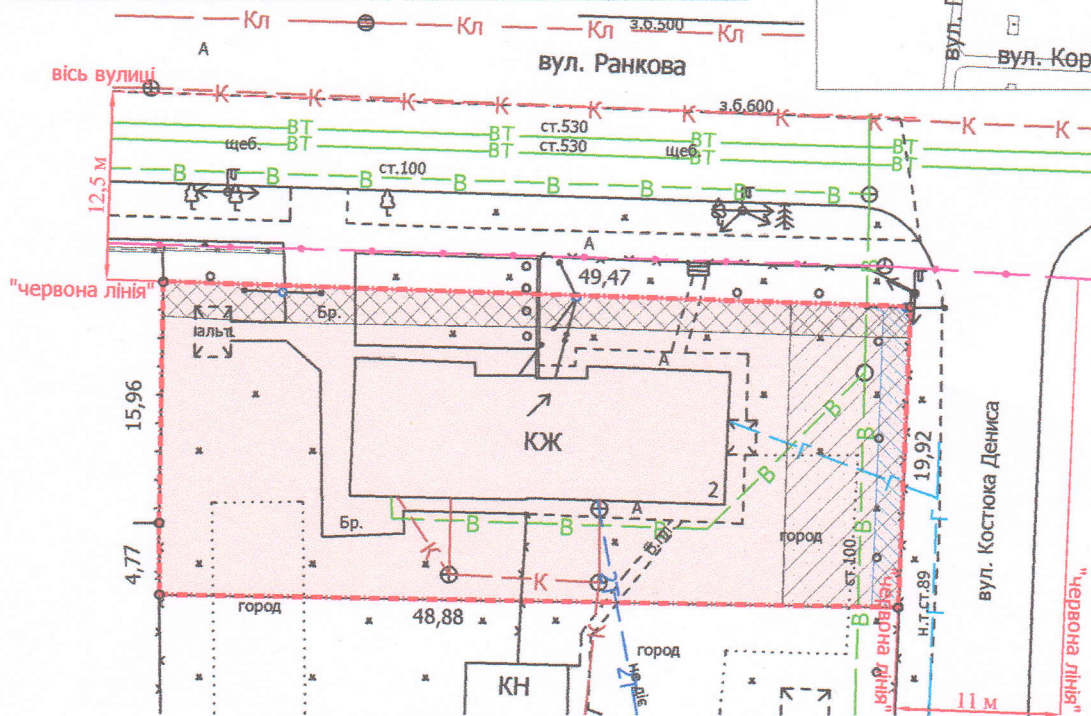 Кл
Кл
Кл
з.б.500
А
вул. Ранкова
вул. Кор
вісь вулиці
К К К К К К К К К К
з.б.600
ВТ ВТ ВТ ВТ
ст.530
щеб.
ВТ ВТ ВТ ВТ
ст.530
щеб.
ст.100
В В В В В В В В
12,5 м
А
"червона лінія"
49,47
В
Бр.
А
15,96
КЖ
В
В
19,92
2
вул. Костюка Дениса
Бр.
В В В
А
В
город
4,77
К
К
ст.100.
город
48,88
К
город
В
н.т.ст.89
"червона лінія"
"червона лінія"
КН
не діє
11 м